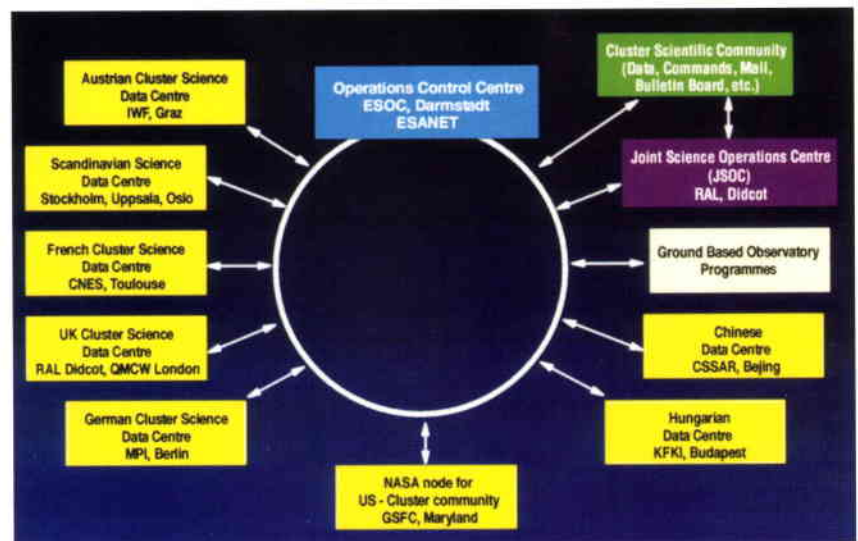 Austrian Cluster Science
Data Centre
IWF, Graz
Operations Control Centre
ESOC, Darmstadt
ESANET
Cluster Scientific Community
(Data, Commands, Mail,
Bulletin Board, etc.)
Scandinavian Science
Data Centre
Stockholm, Uppsala, Oslo
Joint Science Operations Centre
(JSOC)
RAL, Didcot
French Cluster Science
Data Centre
CNES, Toulouse
Ground Based Observatory
Programmes
UK Cluster Science
Data Centre
RAL Didcot, QMCW London
Chinese
Data Centre
CSSAR, Bejing
German Cluster Science
Data Centre
MPI, Berlin
Hungarian
Data Centre
KFKI, Budapest
NASA node for
US - Cluster community
GSFC, Maryland